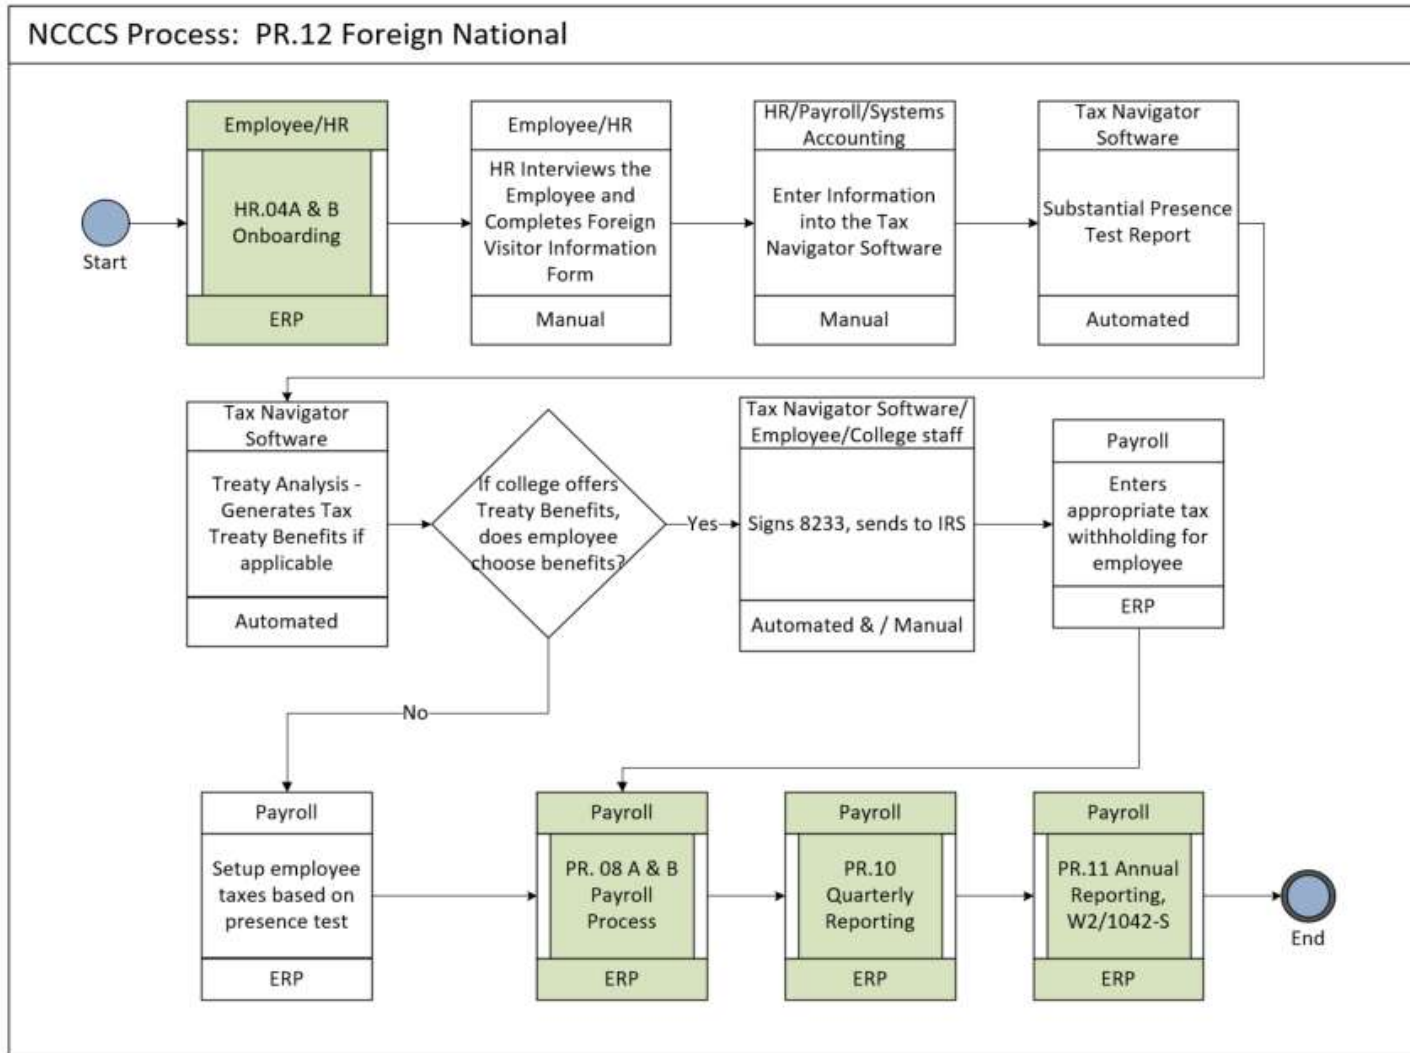 NCCCS Process:  PR.12 Foreign National
Employee/HR
HR.04A & B
Onboarding
ERP
Start
Employee/HR
HR Interviews the
Employee and
Completes Foreign
Visitor Information
Form
Manual
HR/Payroll/Systems
Accounting
Enter Information
into the Tax
Navigator Software
Manual
Tax Navigator
Software
Substantial Presence
Test Report
Automated
Tax Navigator
Software
Treaty Analysis -
Generates Tax
Treaty Benefits if
applicable
Automated
If college offers
Treaty Benefits,
does employee
choose benefits?
Yes
No
Tax Navigator Software/
Employee/College staff
Signs 8233, sends to IRS
Automated & / Manual
Payroll
Enters
appropriate tax
withholding for
employee
ERP
Payroll
Setup employee
taxes based on
presence test
ERP
Payroll
PR. 08 A & B
Payroll
Process
ERP
Payroll
PR.10
Quarterly
Reporting
ERP
Payroll
PR.11 Annual
Reporting,
W2/1042-S
ERP
End